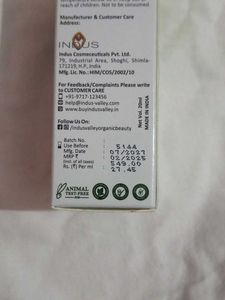 reach of children. Not to be consumed.
Manufacturer & Customer Care
Address:
INDUS
Indus Cosmeceuticals Pvt. Ltd.
79, Industrial Area, Shoghi, Shimla-
171219, H.P, India
Mfg. Lic. No.: HIM/COS/2002/10
For Feedback/Complaints Please write
to CUSTOMER CARE
+91-9717-123456
help@indus-valley.com
www.buyindusvalley.com
Follow Us On
/indusvalleyorganicbeauty
Net Vol. 20ml
MADE IN INDIA
Batch No. 5144
Use Before 07/2027
Mfg. Date 02/2025
MRP ₹ 549.00
(Incl. of all taxes)
Rs. (₹) Per ml 27.45
ANIMAL
TEST-FREE